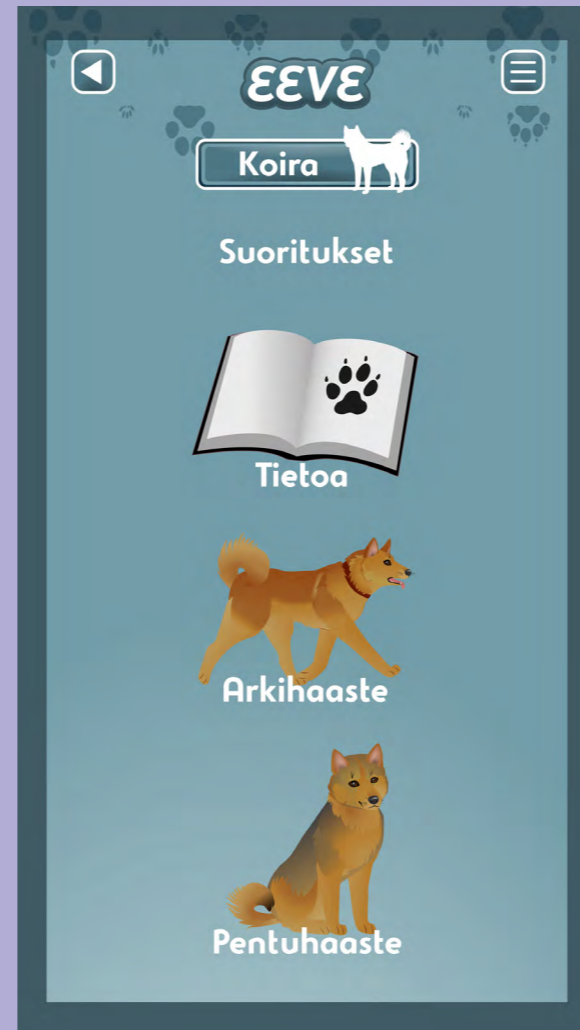 EEVE
Koira
Suoritukset
Tietoa
Arkihaaste
Pentuhaaste